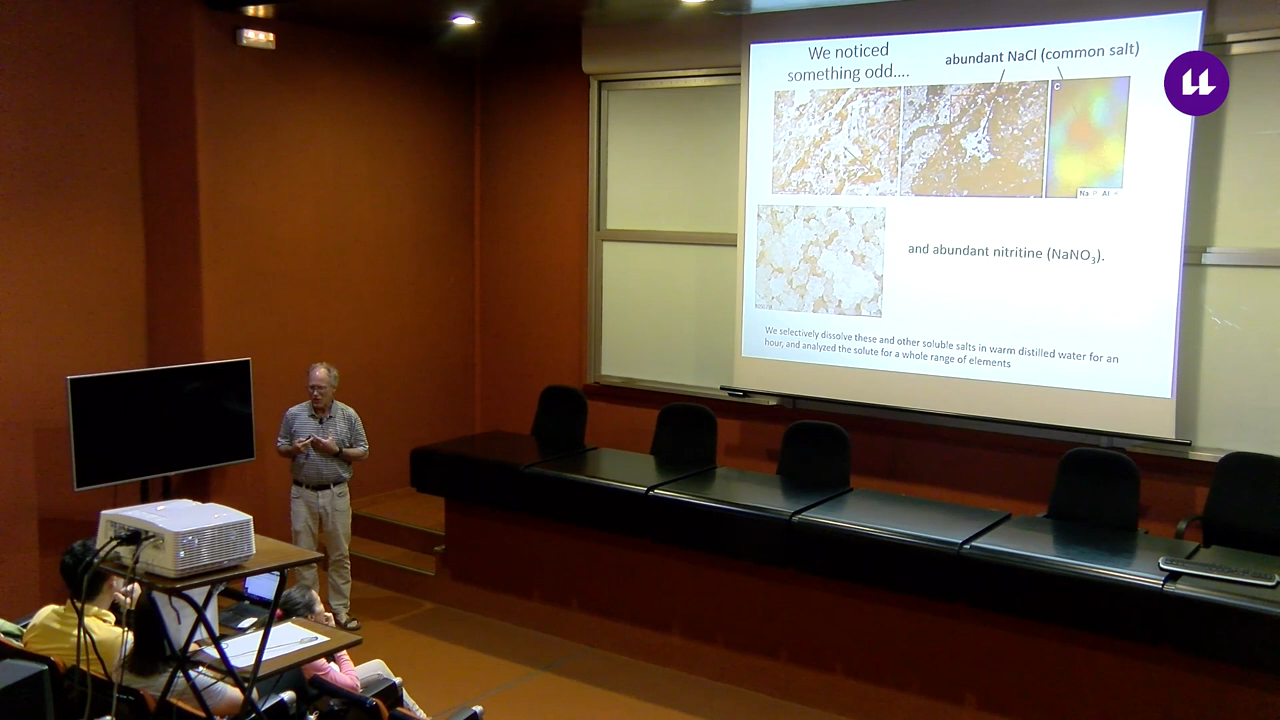 We noticed
something odd....
abundant NaCl (common salt)
C
Na P Al
and abundant nitritine (NaNO₃).
We selectively dissolve these and other soluble salts in warm distilled water for an
hour, and analyzed the solute for a whole range of elements